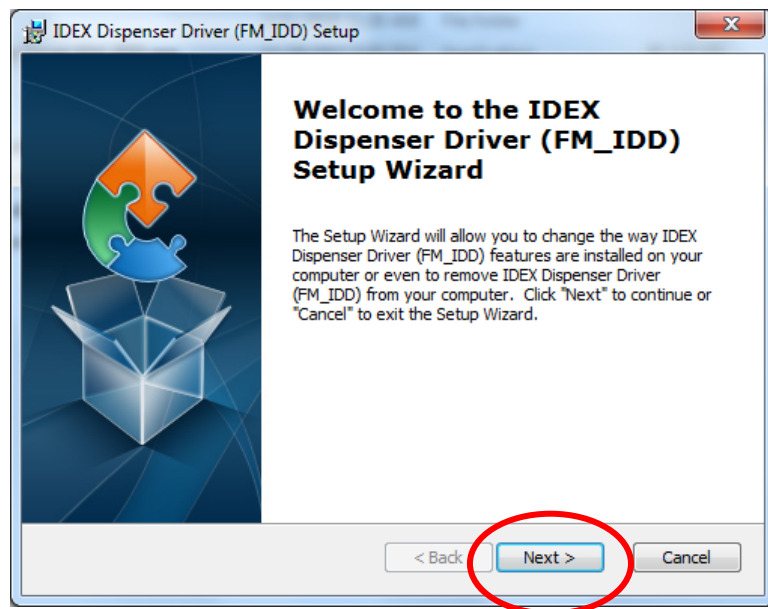 IDEX Dispenser Driver (FM_IDD) Setup
Welcome to the IDEX
Dispenser Driver (FM_IDD)
Setup Wizard
The Setup Wizard will allow you to change the way IDEX
Dispenser Driver (FM_IDD) features are installed on your
computer or even to remove IDEX Dispenser Driver
(FM_IDD) from your computer.  Click "Next" to continue or
"Cancel" to exit the Setup Wizard.
< Back Next > Cancel